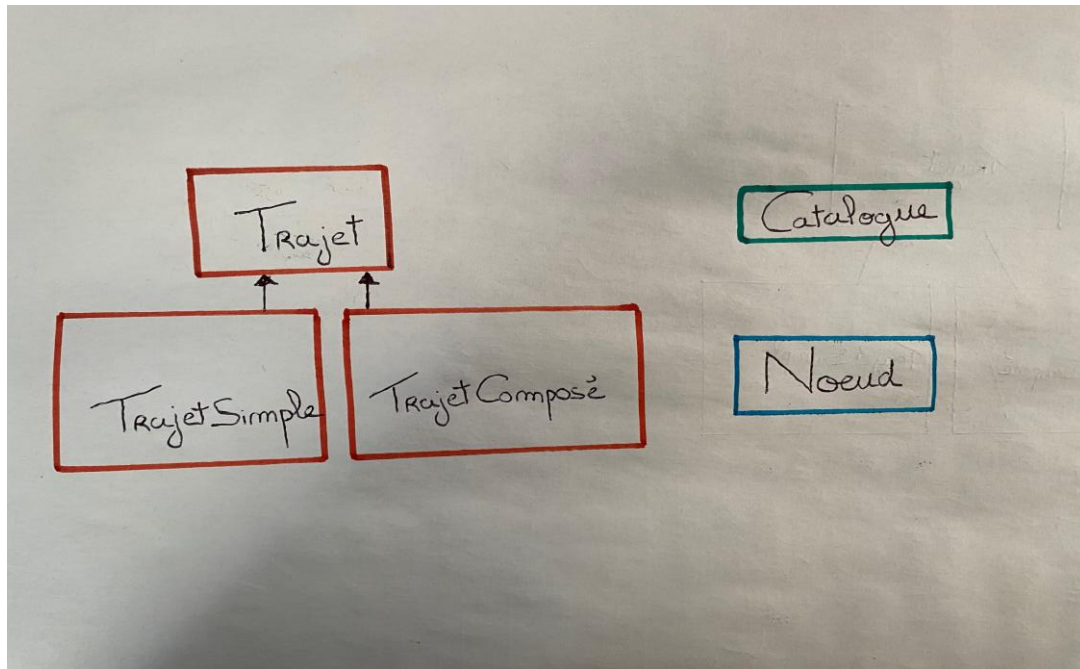 Trajet
Catalogue
TrajetSimple
TrajetComposé
Noeud